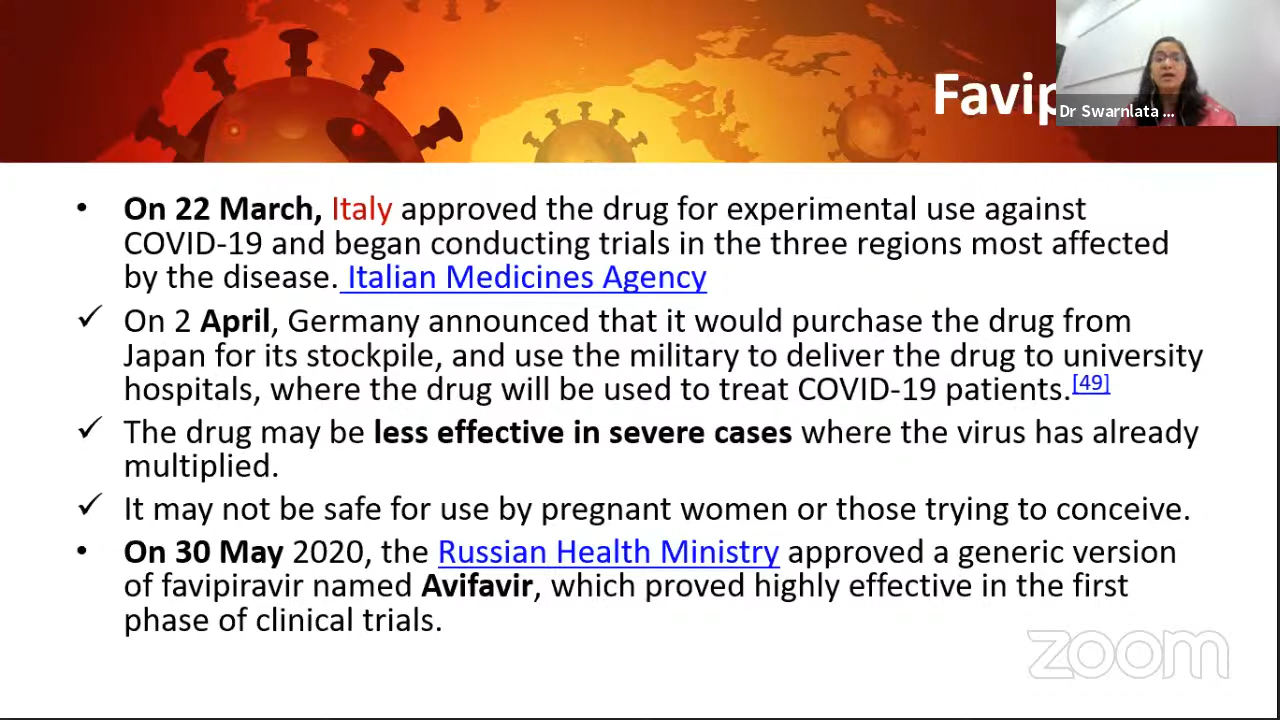 Favip
Dr Swarnlata ...
• On 22 March, Italy approved the drug for experimental use against
COVID-19 and began conducting trials in the three regions most affected
by the disease. Italian Medicines Agency
✓ On 2 April, Germany announced that it would purchase the drug from
Japan for its stockpile, and use the military to deliver the drug to university
hospitals, where the drug will be used to treat COVID-19 patients.[49]
✓ The drug may be less effective in severe cases where the virus has already
multiplied.
✓ It may not be safe for use by pregnant women or those trying to conceive.
• On 30 May 2020, the Russian Health Ministry approved a generic version
of favipiravir named Avifavir, which proved highly effective in the first
phase of clinical trials.
zoom